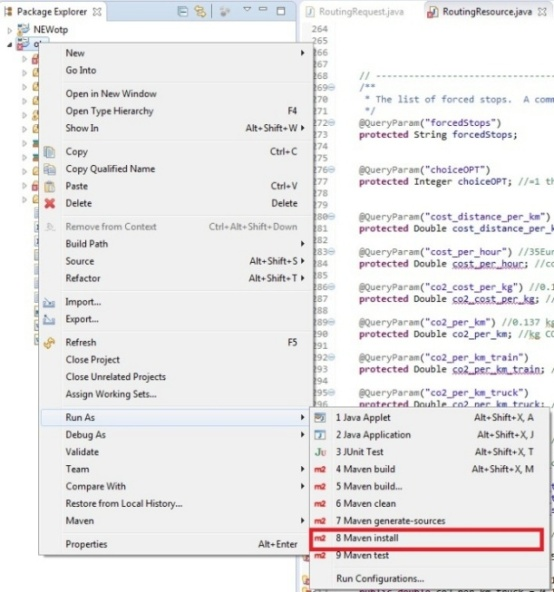 Package Explorer
RoutingRequest.java
RoutingResource.java
NEWotp
New
Go Into
Open in New Window
Open Type Hierarchy F4
Show In Alt+Shift+W
Copy Ctrl+C
Copy Qualified Name
Paste Ctrl+V
Delete Delete
Remove from Context Ctrl+Alt+Shift+Down
Build Path
Source Alt+Shift+S
Refactor Alt+Shift+T
Import...
Export...
Refresh F5
Close Project
Close Unrelated Projects
Assign Working Sets...
Run As
Debug As
Validate
Team
Compare With
Restore from Local History...
Maven
Properties Alt+Enter
264
265
266
267
268 // ----------------------------
269 /**
270 * The list of forced stops. A com
271 */
272 @QueryParam("forcedStops")
273 protected String forcedStops;
274
275
276 @QueryParam("choiceOPT")
277 protected Integer choiceOPT; //=1 th
280 @QueryParam("cost_distance_per_km")
281 protected Double cost_distance_per_k
283 @QueryParam("cost_per_hour") //35Eur
284 protected Double cost_per_hour; //co
286 @QueryParam("co2_cost_per_kg") //0.1
287 protected Double co2_cost_per_kg; //
289 @QueryParam("co2_per_km") //0.137 kg
290 protected Double co2_per_km; //kg CO
292 @QueryParam("co2_per_km_train")
293 protected Double co2_per_km_train; /
295 @QueryParam("co2_per_km_truck")
296 protected Double co2_per_km_truck; /
1 Java Applet Alt+Shift+X, A
2 Java Application Alt+Shift+X, J
3 JUnit Test Alt+Shift+X, T
4 Maven build Alt+Shift+X, M
5 Maven build...
6 Maven clean
7 Maven generate-sources
8 Maven install
9 Maven test
Run Configurations...